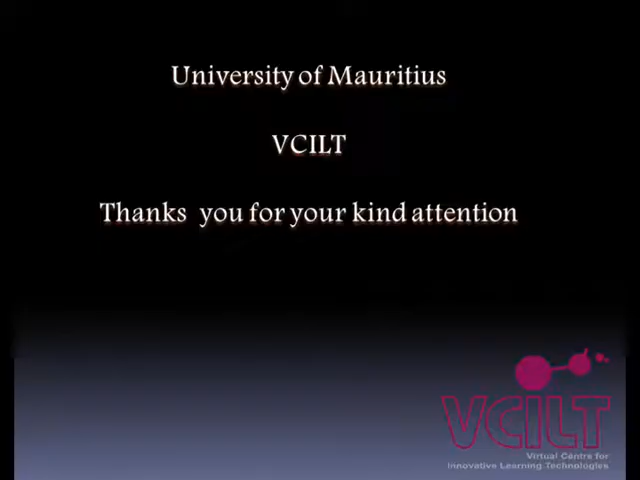 University of Mauritius
VCILT
Thanks you for your kind attention
VCILT
Virtual Centre for
Innovative Learning Technologies